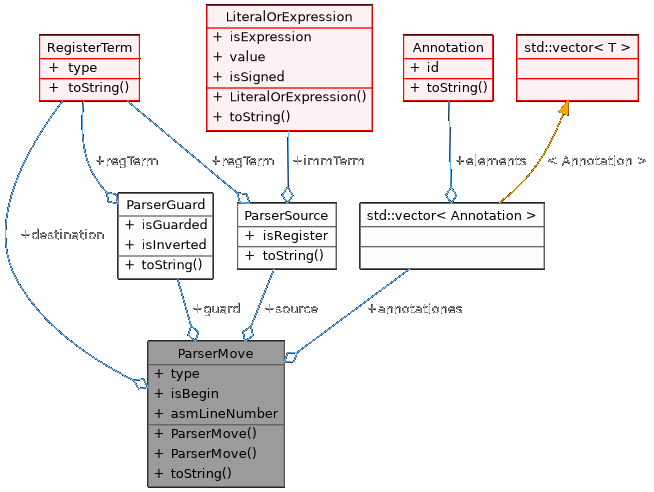 LiteralOrExpression
+ isExpression
+ value
+ isSigned
+ LiteralOrExpression()
+ toString()
RegisterTerm
+ type
+ toString()
Annotation
+ id
+ toString()
std::vector< T >
+regTerm
+regTerm
+immTerm
+elements
< Annotation >
ParserGuard
+ isGuarded
+ isInverted
+ toString()
ParserSource
+ isRegister
+ toString()
std::vector< Annotation >
+destination
+guard
+source
+annotationes
ParserMove
+ type
+ isBegin
+ asmLineNumber
+ ParserMove()
+ ParserMove()
+ toString()